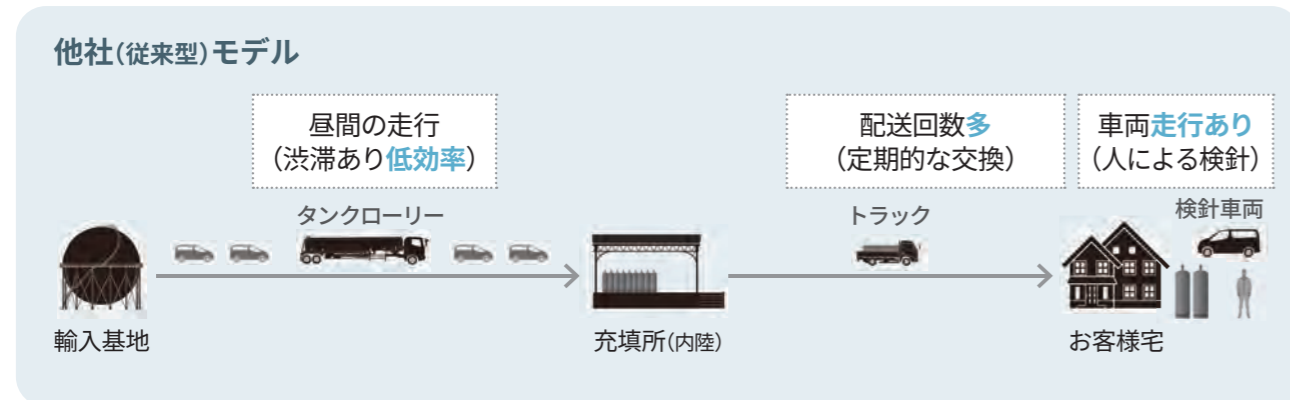 他社(従来型)モデル
昼間の走行
（渋滞あり低効率）
配送回数多
（定期的な交換）
車両走行あり
（人による検針）
タンクローリー
トラック
検針車両
輸入基地
充填所(内陸)
お客様宅